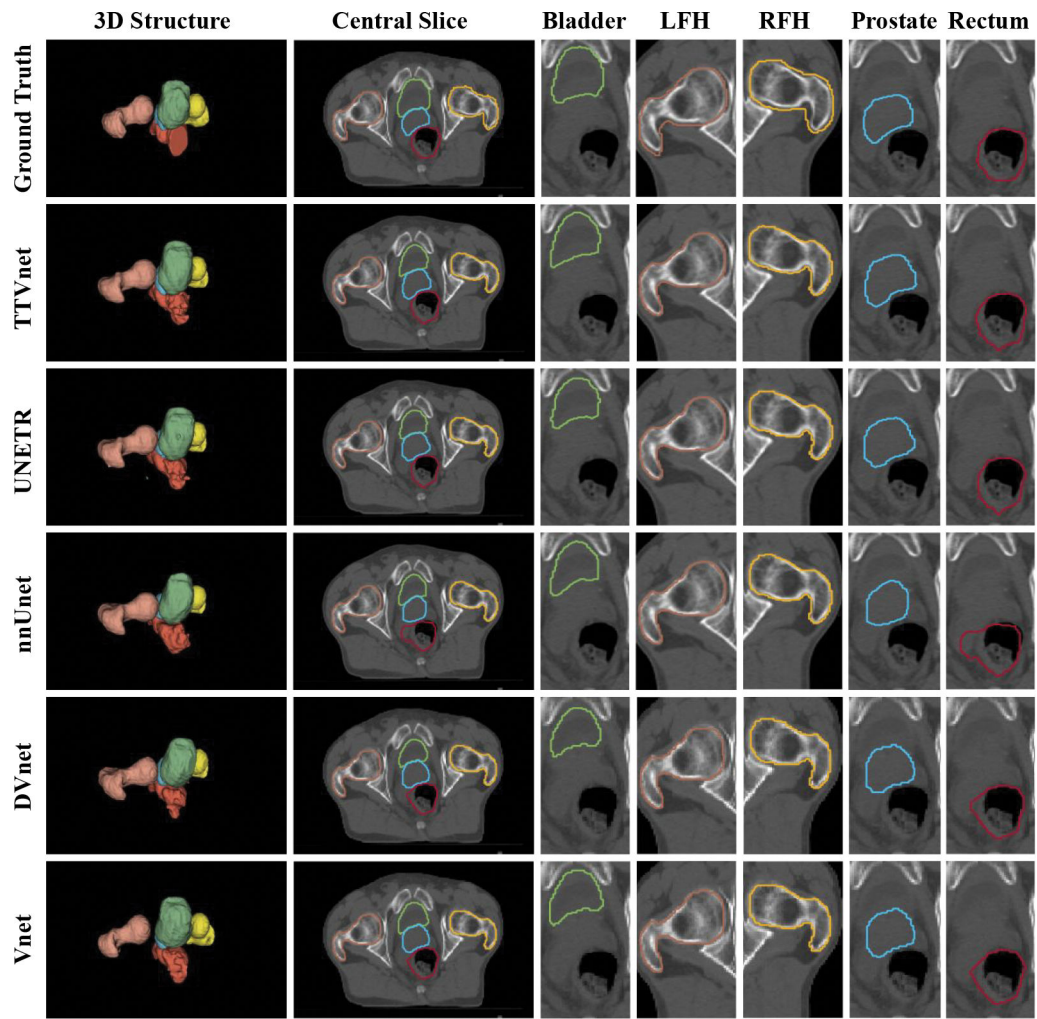 3D Structure Central Slice Bladder LFH RFH Prostate Rectum
Ground Truth
TTVnet
UNETR
nnUnet
DVnet
Vnet